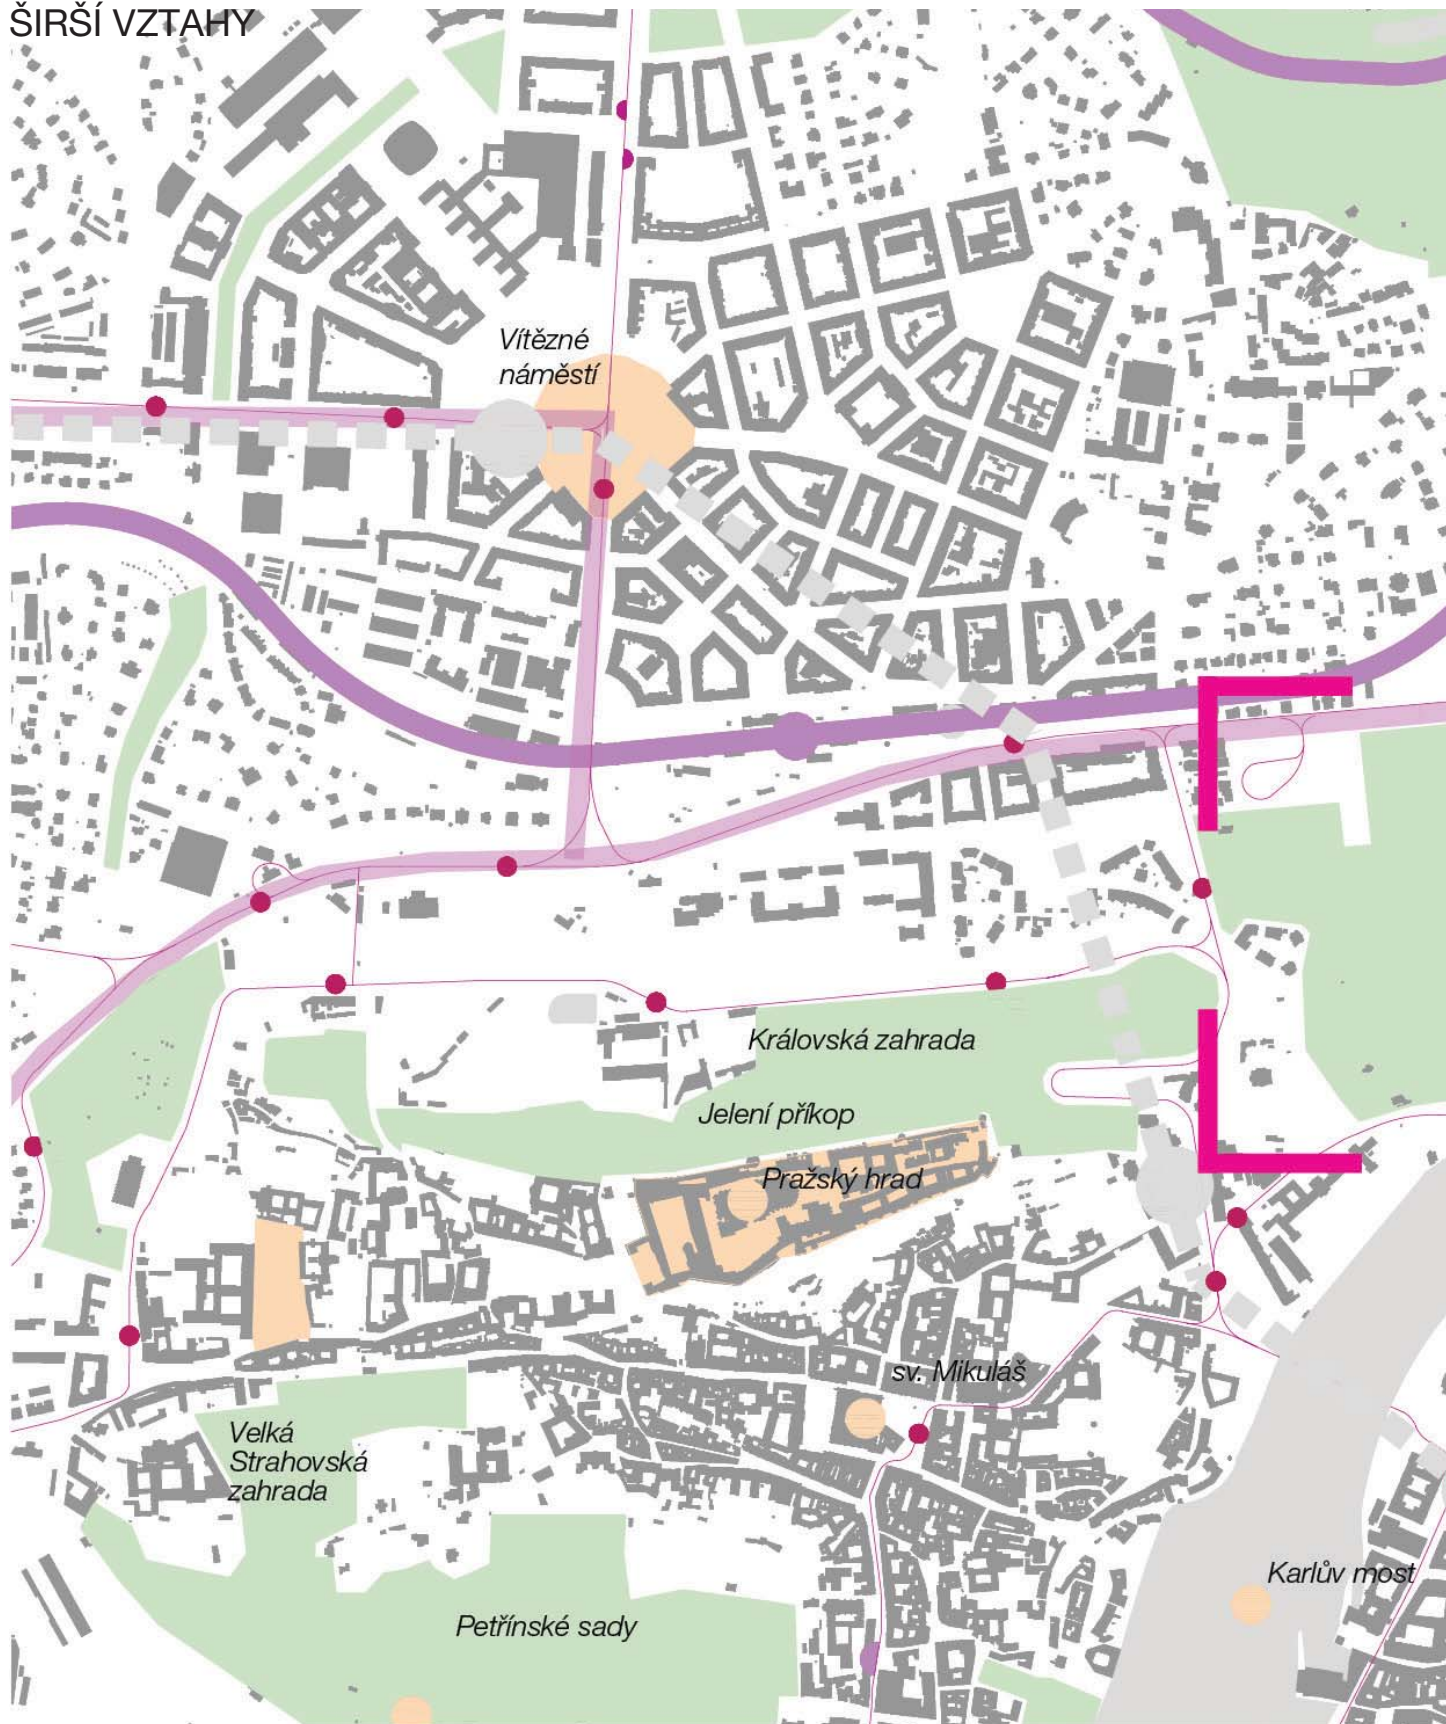 ŠIRŠÍ VZTAHY
Vítězné
náměstí
Královská zahrada
Jelení příkop
Pražský hrad
sv. Mikuláš
Velká
Strahovská
zahrada
Karlův most
Petřínské sady